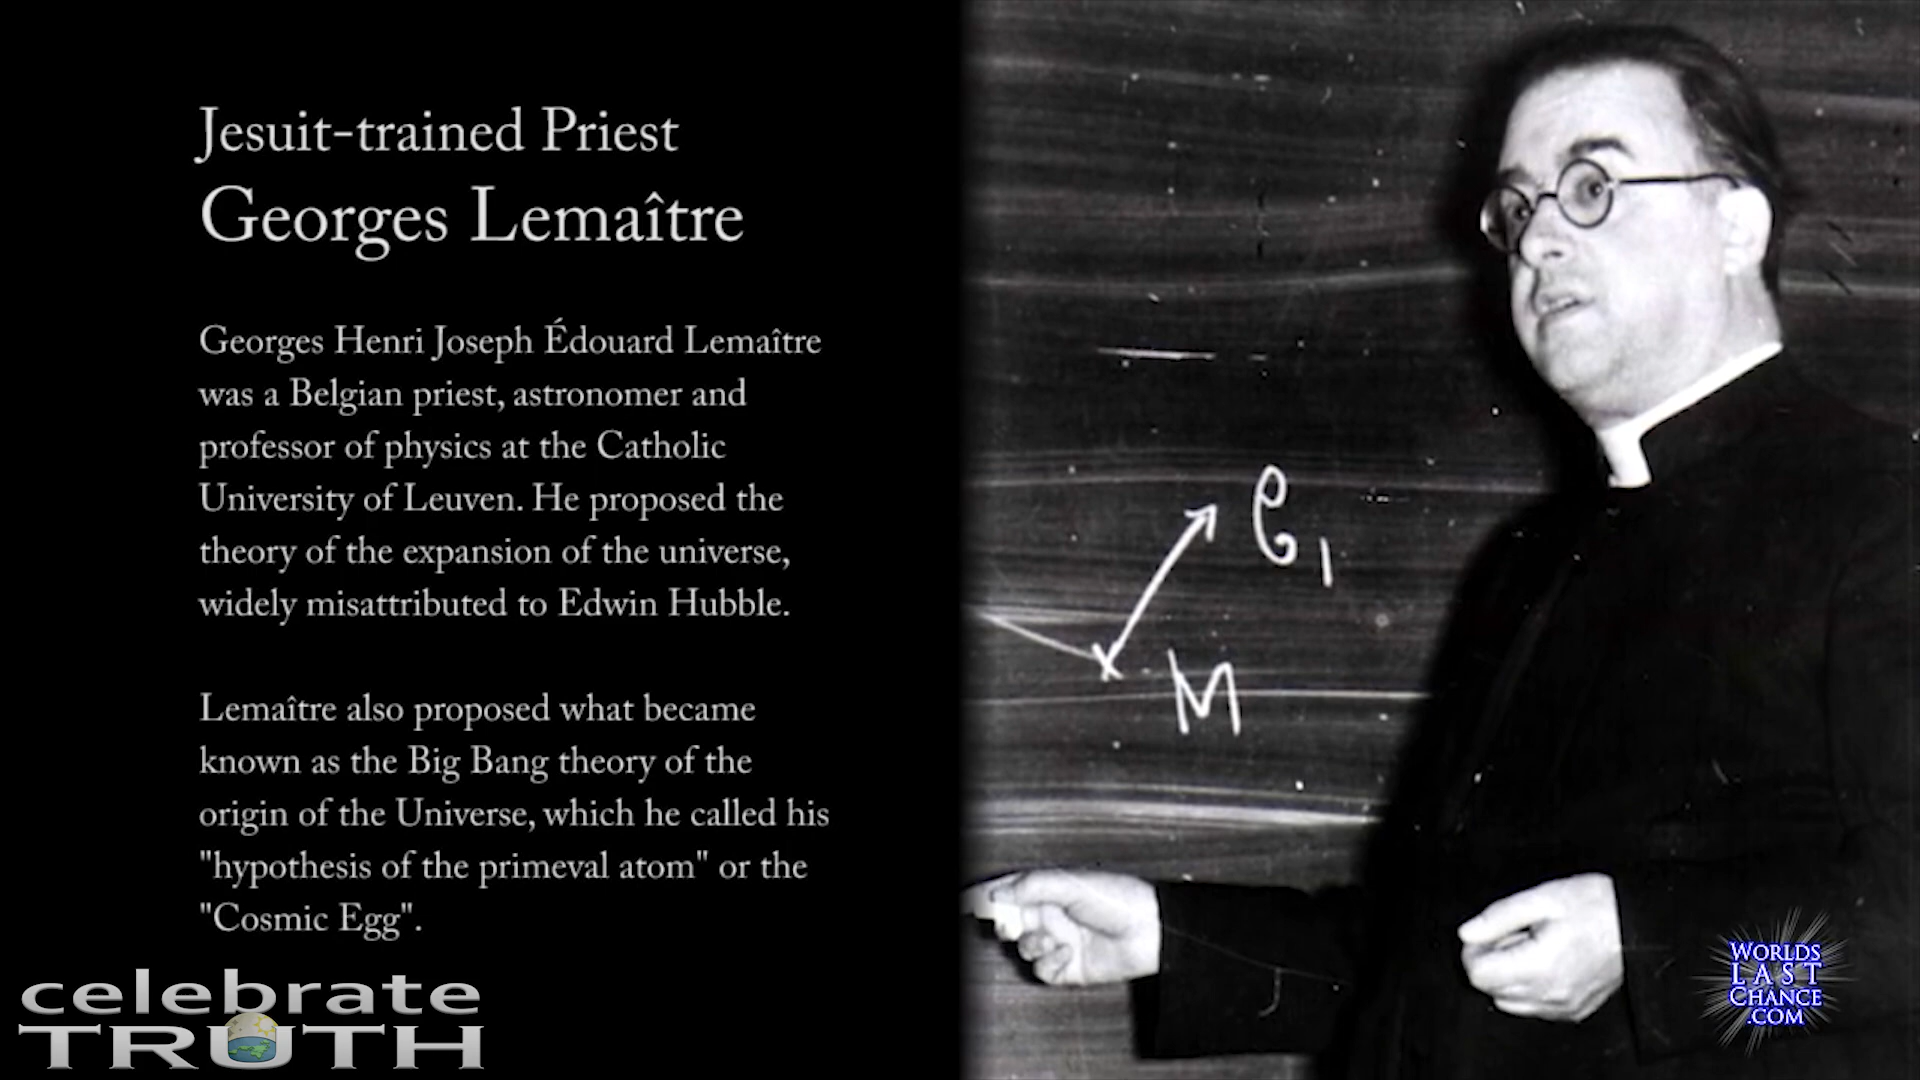 Jesuit-trained Priest
Georges Lemaître
Georges Henri Joseph Édouard Lemaître
was a Belgian priest, astronomer and
professor of physics at the Catholic
University of Leuven. He proposed the
theory of the expansion of the universe,
widely misattributed to Edwin Hubble.
Lemaître also proposed what became
known as the Big Bang theory of the
origin of the Universe, which he called his
"hypothesis of the primeval atom" or the
"Cosmic Egg".
celebrate
TRUTH
M
WORLDS
LAST
CHANCE
.COM